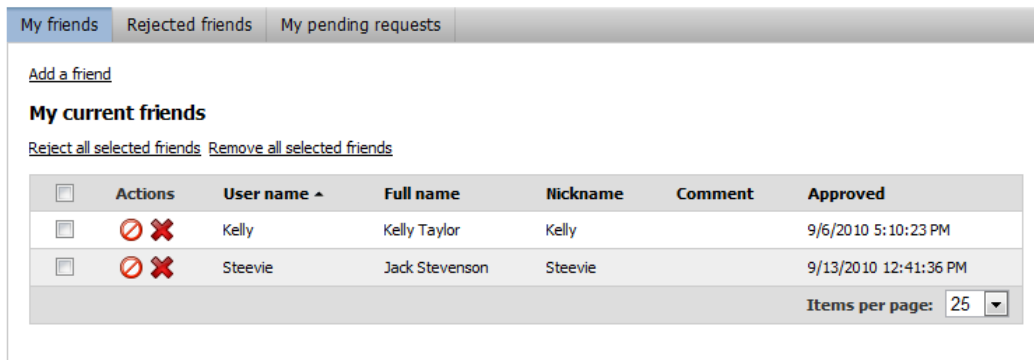 My friends Rejected friends My pending requests
Add a friend
My current friends
Reject all selected friends Remove all selected friends
Actions User name Full name Nickname Comment Approved
Kelly Kelly Taylor Kelly 9/6/2010 5:10:23 PM
Steevie Jack Stevenson Steevie 9/13/2010 12:41:36 PM
Items per page: 25